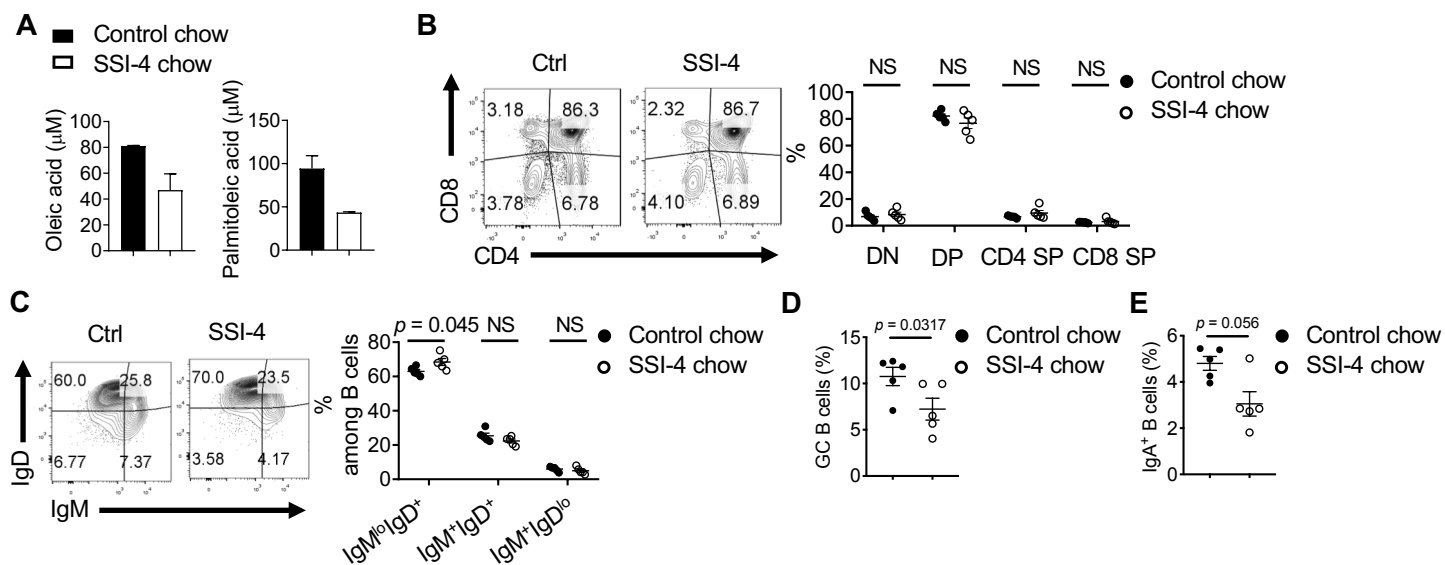 A
Control chow
SSI-4 chow
Oleic acid (μM)
100
80
60
40
20
0
Palmitoleic acid (μM)
150
100
50
0
B
Ctrl
SSI-4
3.18
86.3
3.78
6.78
2.32
86.7
4.10
6.89
CD8
CD4
NS
NS
NS
NS
Control chow
SSI-4 chow
%
100
80
60
40
20
0
DN
DP
CD4 SP
CD8 SP
C
Ctrl
SSI-4
60.0
25.8
6.77
7.37
70.0
23.5
3.58
4.17
IgD
IgM
p = 0.045
NS
NS
Control chow
SSI-4 chow
%
among B cells
80
60
40
20
0
IgMˡᵒIgD⁺
IgM⁺IgD⁺
IgM⁺IgDˡᵒ
D
p = 0.0317
Control chow
SSI-4 chow
GC B cells (%)
15
10
5
0
E
p = 0.056
Control chow
SSI-4 chow
IgA⁺ B cells (%)
6
4
2
0